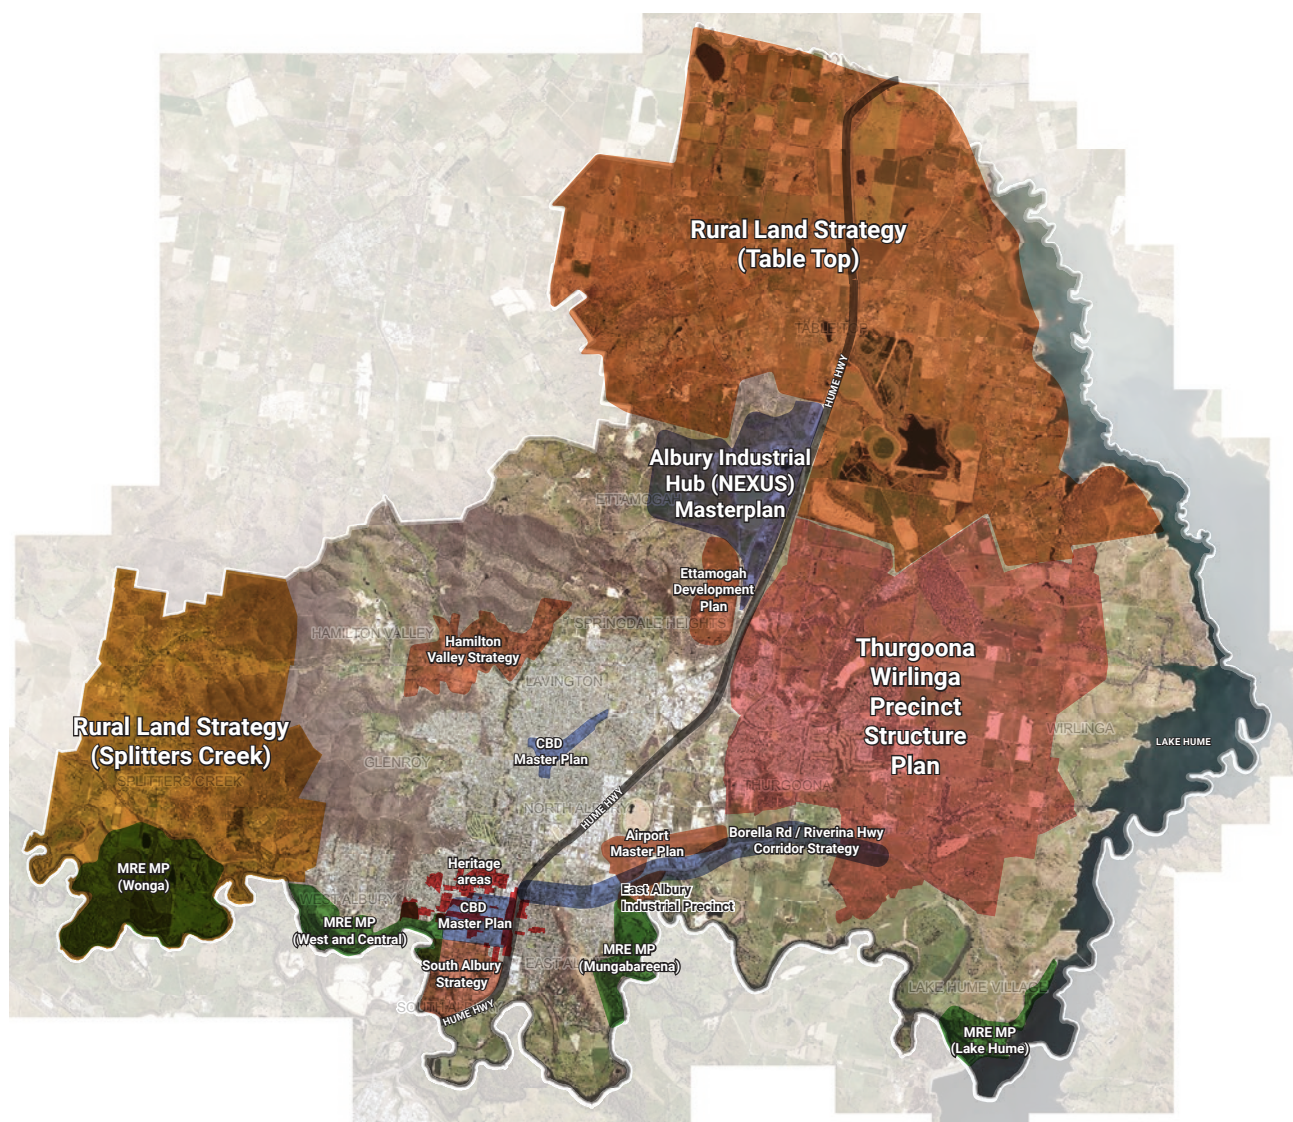 Rural Land Strategy
(Table Top)
TABLE TOP
HUME HWY
Albury Industrial
Hub (NEXUS)
Masterplan
ETTAMOGAH
Ettamogah
Development
Plan
SPRINGDALE HEIGHTS
HAMILTON VALLEY
Hamilton
Valley Strategy
LAVINGTON
Thurgoona
Wirlinga
Precinct
Structure
Plan
WIRLINGA
LAKE HUME
Rural Land Strategy
(Splitters Creek)
SPLITTERS CREEK
GLENROY
CBD
Master Plan
THURGOONA
NORTH ALBURY
HUME HWY
Airport
Master Plan
Borella Rd / Riverina Hwy
Corridor Strategy
MRE MP
(Wonga)
Heritage
areas
East Albury
Industrial Precinct
WEST ALBURY
CBD
Master Plan
MRE MP
(West and Central)
MRE MP
(Mungabareena)
EAST AL
South Albury
Strategy
SOUTH ALBURY
HUME HWY
LAKE HUME VILLAGE
MRE MP
(Lake Hume)